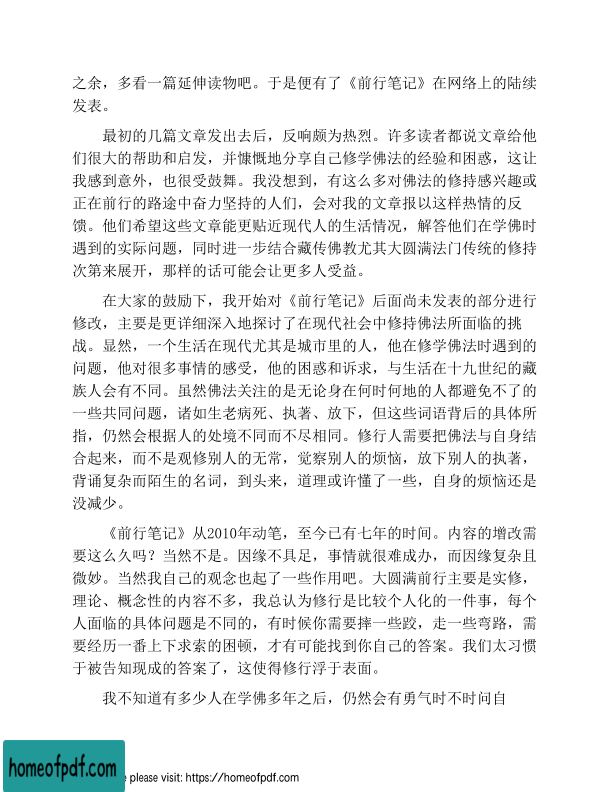 之余，多看一篇延伸读物吧。于是便有了《前行笔记》在网络上的陆续
发表。
最初的几篇文章发出去后，反响颇为热烈。许多读者都说文章给他
们很大的帮助和启发，并慷慨地分享自己修学佛法的经验和困惑，这让
我感到意外，也很受鼓舞。我没想到，有这么多对佛法的修持感兴趣或
正在前行的路途中奋力坚持的人们，会对我的文章报以这样热情的反
馈。他们希望这些文章能更贴近现代人的生活情况，解答他们在学佛时
遇到的实际问题，同时进一步结合藏传佛教尤其大圆满法门传统的修持
次第来展开，那样的话可能会让更多人受益。
在大家的鼓励下，我开始对《前行笔记》后面尚未发表的部分进行
修改，主要是更详细深入地探讨了在现代社会中修持佛法所面临的挑
战。显然，一个生活在现代尤其是城市里的人，他在修学佛法时遇到的
问题，他对很多事情的感受，他的困惑和诉求，与生活在十九世纪的藏
族人会有不同。虽然佛法关注的是无论身在何时何地的人都避免不了的
一些共同问题，诸如生老病死、执著、放下，但这些词语背后的具体所
指，仍然会根据人的处境不同而不尽相同。修行人需要把佛法与自身结
合起来，而不是观修别人的无常，觉察别人的烦恼，放下别人的执著，
背诵复杂而陌生的名词，到头来，道理或许懂了一些，自身的烦恼还是
没减少。
《前行笔记》从2010年动笔，至今已有七年的时间。内容的增改需
要这么久吗？当然不是。因缘不具足，事情就很难成办，而因缘复杂且
微妙。当然我自己的观念也起了一些作用吧。大圆满前行主要是实修，
理论、概念性的内容不多，我总认为修行是比较个人化的一件事，每个
人面临的具体问题是不同的，有时候你需要摔一些跤，走一些弯路，需
要经历一番上下求索的困顿，才有可能找到你自己的答案。我们太习惯
于被告知现成的答案了，这使得修行浮于表面。
我不知道有多少人在学佛多年之后，仍然会有勇气时不时问自
homeofpdf.com
e please visit: https://homeofpdf.com